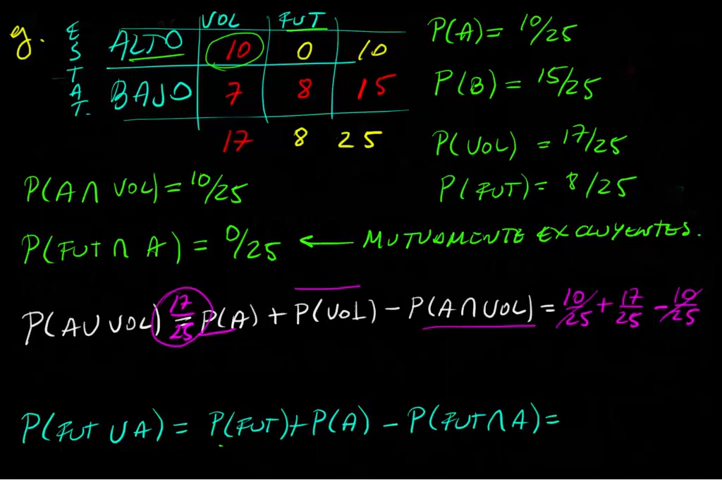 g. ESTAT. VOL FUT
ALTO 10 0 10
BAJO 7 8 15
17 8 25
P(A) = 10/25
P(B) = 15/25
P(VOL) = 17/25
P(FUT) = 8/25
P(A ∩ VOL) = 10/25
P(FUT ∩ A) = 0/25 ← MUTUAMENTE EXCLUYENTES.
P(A ∪ VOL) 17/25 = P(A) + P(VOL) - P(A ∩ VOL) = 10/25 + 17/25 - 10/25
P(FUT ∪ A) = P(FUT) + P(A) - P(FUT ∩ A) =